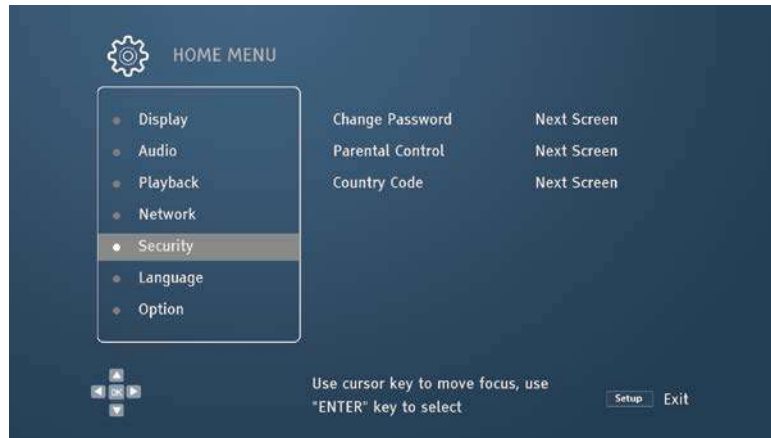 HOME MENU
Display
Audio
Playback
Network
Security
Language
Option
Change Password Next Screen
Parental Control Next Screen
Country Code Next Screen
OK
Use cursor key to move focus, use
"ENTER" key to select
Setup Exit